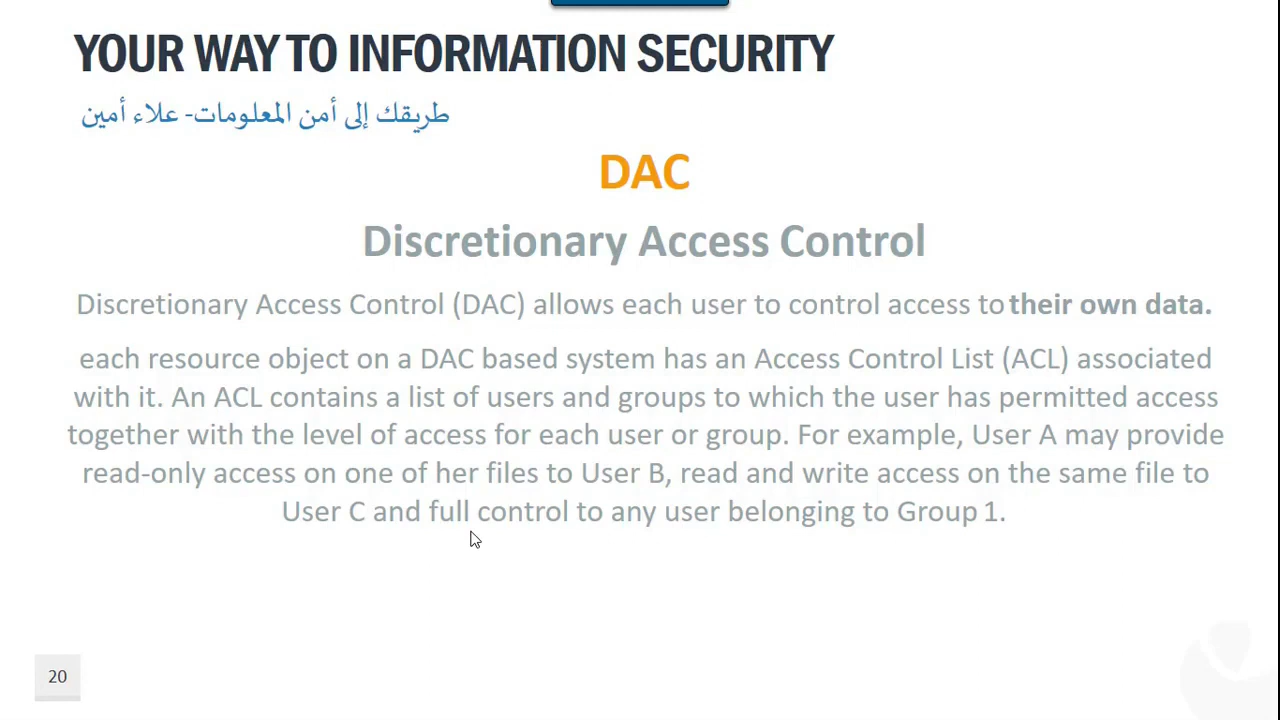 YOUR WAY TO INFORMATION SECURITY
طريقك إلى أمن المعلومات- علاء أمين
DAC
Discretionary Access Control
Discretionary Access Control (DAC) allows each user to control access to their own data.
each resource object on a DAC based system has an Access Control List (ACL) associated
with it. An ACL contains a list of users and groups to which the user has permitted access
together with the level of access for each user or group. For example, User A may provide
read-only access on one of her files to User B, read and write access on the same file to
User C and full control to any user belonging to Group 1.
20